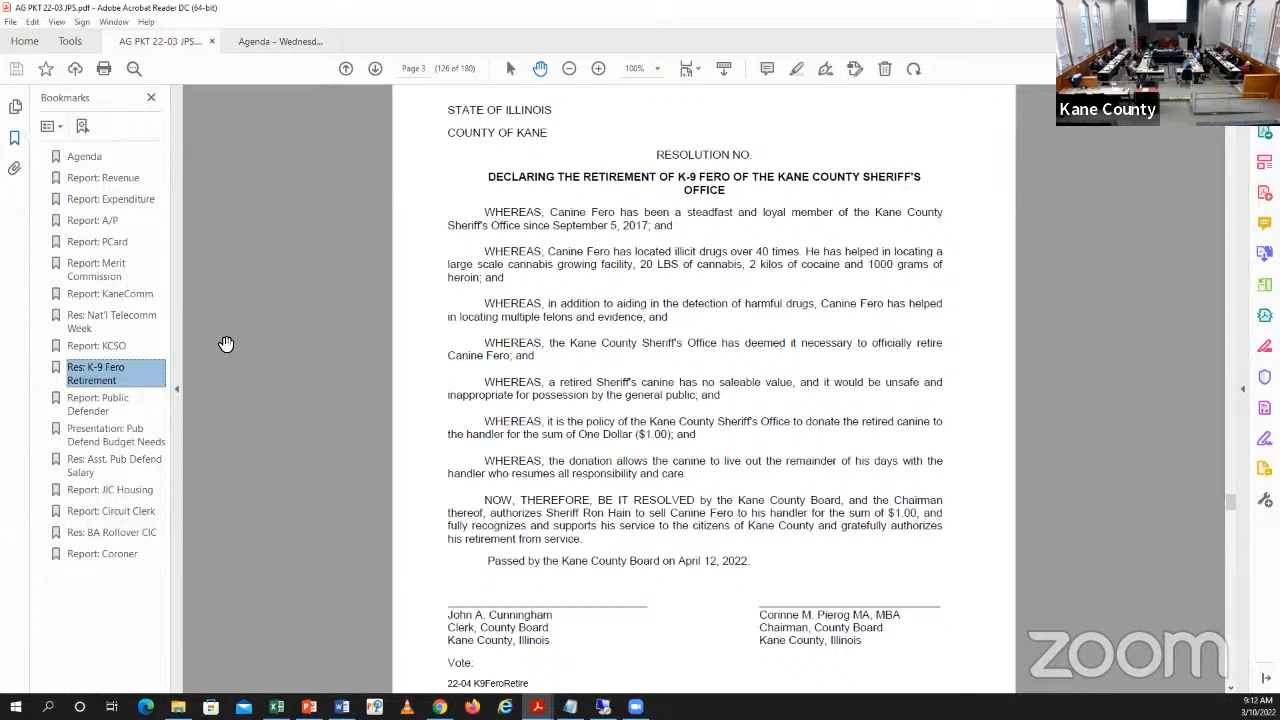 AG PKT 22-03 JPS.pdf - Adobe Acrobat Reader DC (64-bit)
File Edit View Sign Window Help
Home Tools AG PKT 22-03 JPS... × Agenda - Wednesd...
Page 3 (126 of 180) 100%
Kane County
Bookmarks
Agenda
Report: Revenue
Report: Expenditure
Report: A/P
Report: PCard
Report: Merit
Commission
Report: KaneComm
Res: Nat'l Telecomm
Week
Report: KCSO
Res: K-9 Fero
Retirement
Report: Public
Defender
Presentation: Pub
Defend Budget Needs
Res: Asst. Pub Defend
Salary
Report: JJC Housing
Report: Circuit Clerk
Res: BA Rollover CIC
Report: Coroner
STATE OF ILLINOIS
COUNTY OF KANE
RESOLUTION NO.
DECLARING THE RETIREMENT OF K-9 FERO OF THE KANE COUNTY SHERIFF'S
OFFICE
WHEREAS, Canine Fero has been a steadfast and loyal member of the Kane County
Sheriff's Office since September 5, 2017; and
WHEREAS, Canine Fero has located illicit drugs over 40 times. He has helped in locating a
large scale cannabis growing facility, 20 LBS of cannabis, 2 kilos of cocaine and 1000 grams of
heroin; and
WHEREAS, in addition to aiding in the detection of harmful drugs, Canine Fero has helped
in locating multiple felons and evidence; and
WHEREAS, the Kane County Sheriff's Office has deemed it necessary to officially retire
Canine Fero; and
WHEREAS, a retired Sheriff's canine has no saleable value, and it would be unsafe and
inappropriate for possession by the general public; and
WHEREAS, it is the policy of the Kane County Sheriff's Office to donate the retired canine to
the handler for the sum of One Dollar ($1.00); and
WHEREAS, the donation allows the canine to live out the remainder of his days with the
handler who resumes all responsibility and care.
NOW, THEREFORE, BE IT RESOLVED by the Kane County Board, and the Chairman
thereof, authorizes Sheriff Ron Hain to sell Canine Fero to his handler for the sum of $1.00, and
fully recognizes and supports his service to the citizens of Kane County and gratefully authorizes
his retirement from service.
Passed by the Kane County Board on April 12, 2022.
John A. Cunningham
Clerk, County Board
Kane County, Illinois
Corinne M. Pierog MA, MBA
Chairman, County Board
Kane County, Illinois
Vote:
22-04 K9FeroRetire
zoom
9:12 AM
3/10/2022